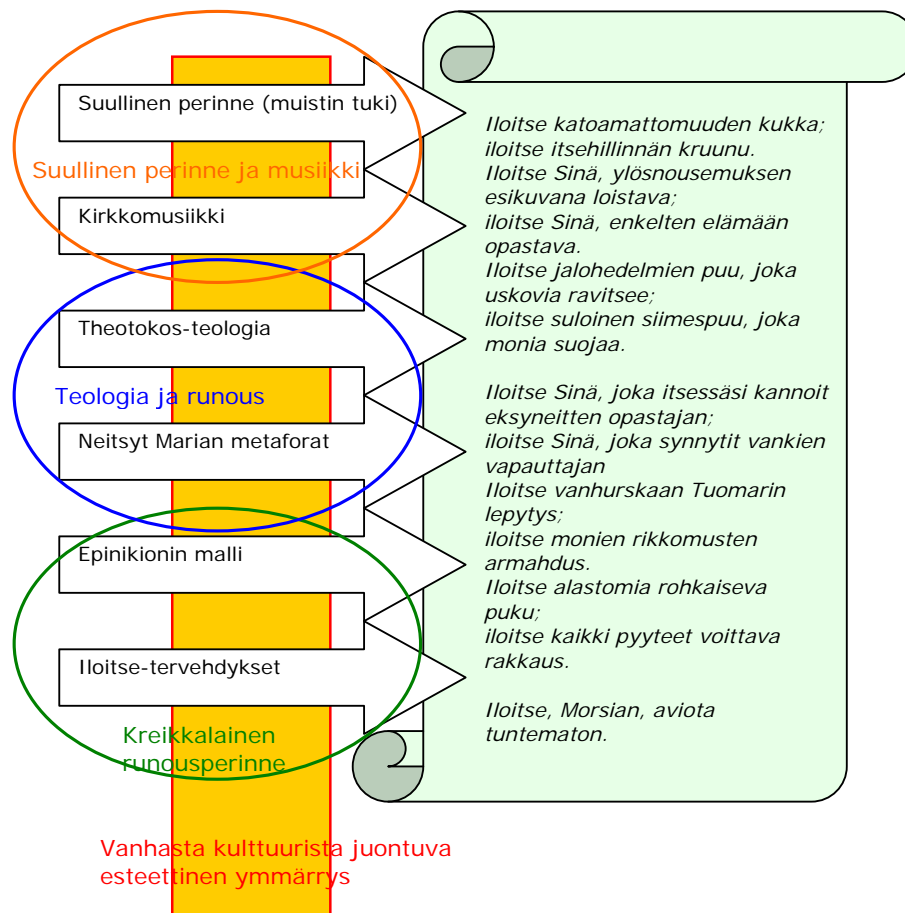 Suullinen perinne (muistin tuki)
Suullinen perinne ja musiikki
Kirkkomusiikki
Theotokos-teologia
Teologia ja runous
Neitsyt Marian metaforat
Epinikionin malli
Iloitse-tervehdykset
Kreikkalainen
runousperinne
Vanhasta kulttuurista juontuva
esteettinen ymmärrys
Iloitse katoamattomuuden kukka;
iloitse itsehillinnän kruunu.
Iloitse Sinä, ylösnousemuksen
esikuvana loistava;
iloitse Sinä, enkelten elämään
opastava.
Iloitse jalohedelmien puu, joka
uskovia ravitsee;
iloitse suloinen siimespuu, joka
monia suojaa.
Iloitse Sinä, joka itsessäsi kannoit
eksyneitten opastajan;
iloitse Sinä, joka synnytit vankien
vapauttajan
Iloitse vanhurskaan Tuomarin
lepytys;
iloitse monien rikkomusten
armahdus.
Iloitse alastomia rohkaiseva
puku;
iloitse kaikki pyyteet voittava
rakkaus.
Iloitse, Morsian, aviota
tuntematon.